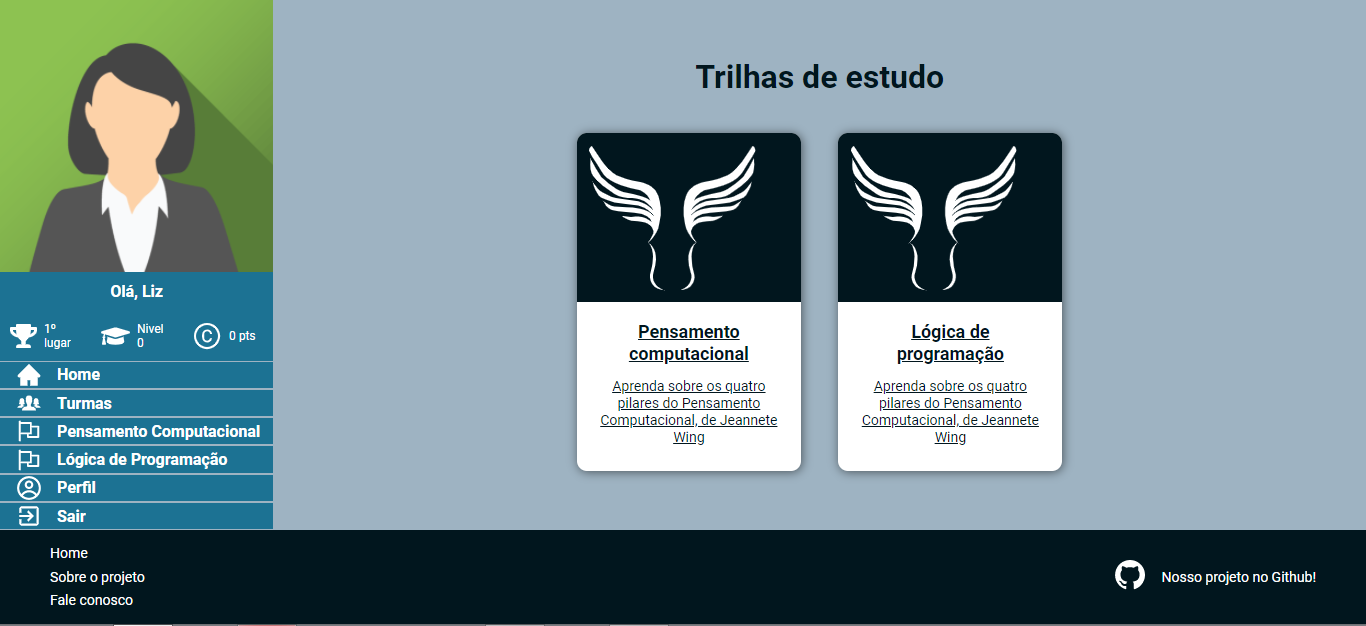 Trilhas de estudo
Olá, Liz
1º
lugar
Nivel
0
0 pts
Home
Turmas
Pensamento Computacional
Lógica de Programação
Perfil
Sair
Pensamento
computacional
Aprenda sobre os quatro
pilares do Pensamento
Computacional, de Jeannete
Wing
Lógica de
programação
Aprenda sobre os quatro
pilares do Pensamento
Computacional, de Jeannete
Wing
Home
Sobre o projeto
Fale conosco
Nosso projeto no Github!